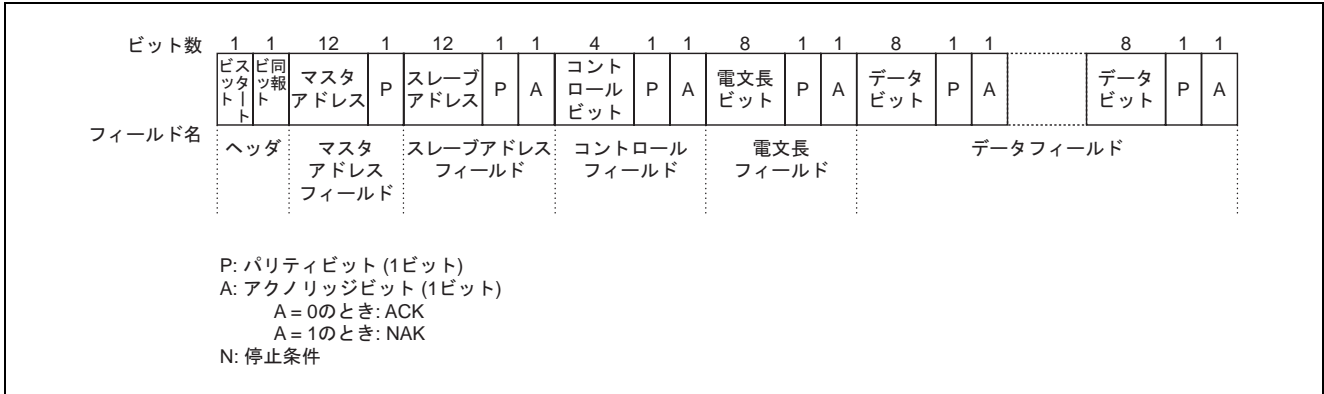 ビット数 1 1 12 1 12 1 1 4 1 1 8 1 1 8 1 1 8 1 1
スタートビット 同報ビット マスタアドレス P スレーブアドレス P A コントロールビット P A 電文長ビット P A データビット P A データビット P A
フィールド名
ヘッダ マスタアドレスフィールド スレーブアドレスフィールド コントロールフィールド 電文長フィールド データフィールド
P: パリティビット (1ビット)
A: アクノリッジビット (1ビット)
A = 0のとき: ACK
A = 1のとき: NAK
N: 停止条件